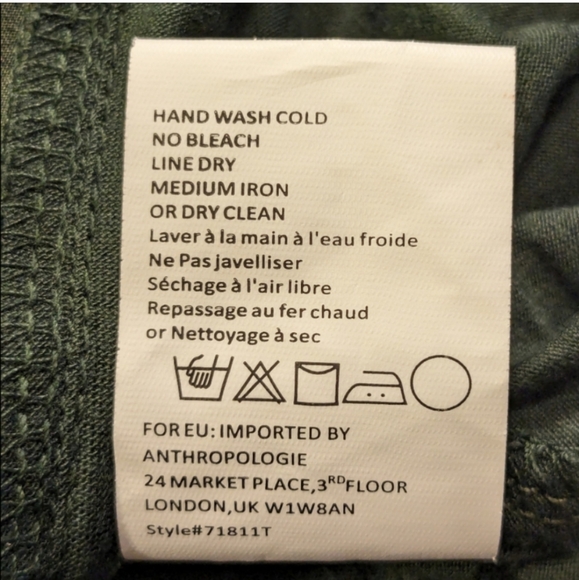 HAND WASH COLD
NO BLEACH
LINE DRY
MEDIUM IRON
OR DRY CLEAN
Laver à la main à l'eau froide
Ne Pas javelliser
Séchage à l'air libre
Repassage au fer chaud
or Nettoyage à sec
FOR EU: IMPORTED BY
ANTHROPOLOGIE
24 MARKET PLACE,3RDFLOOR
LONDON,UK W1W8AN
Style#71811T